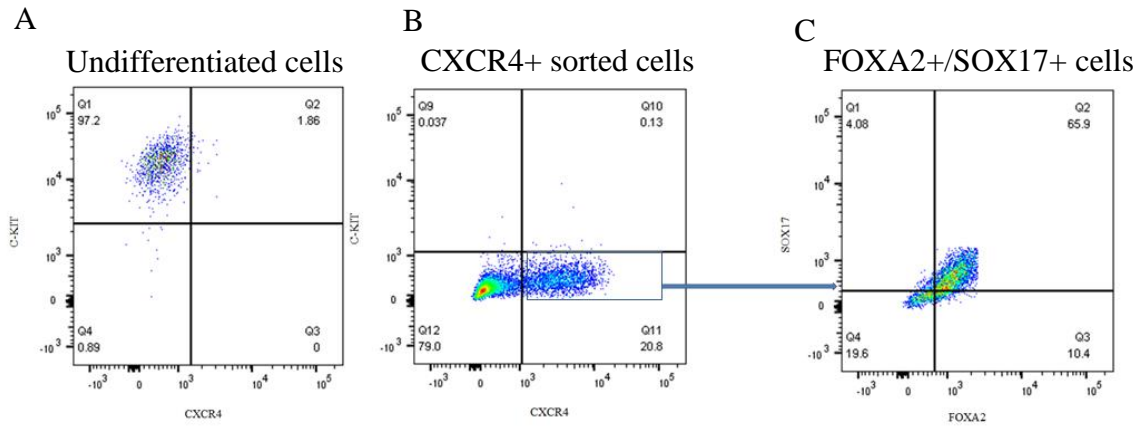 A
Undifferentiated cells
Q1
97.2
Q2
1.86
Q4
0.89
Q3
0
10^5
10^4
10^3
0
-10^3
C-KIT
-10^3
0
10^3
10^4
10^5
CXCR4
B
CXCR4+ sorted cells
Q9
0.037
Q10
0.13
Q12
79.0
Q11
20.8
10^5
10^4
10^3
0
-10^3
C-KIT
-10^3
0
10^3
10^4
10^5
CXCR4
C
FOXA2+/SOX17+ cells
Q1
4.08
Q2
65.9
Q4
19.6
Q3
10.4
10^5
10^4
10^3
0
-10^3
SOX17
-10^3
0
10^3
10^4
10^5
FOXA2